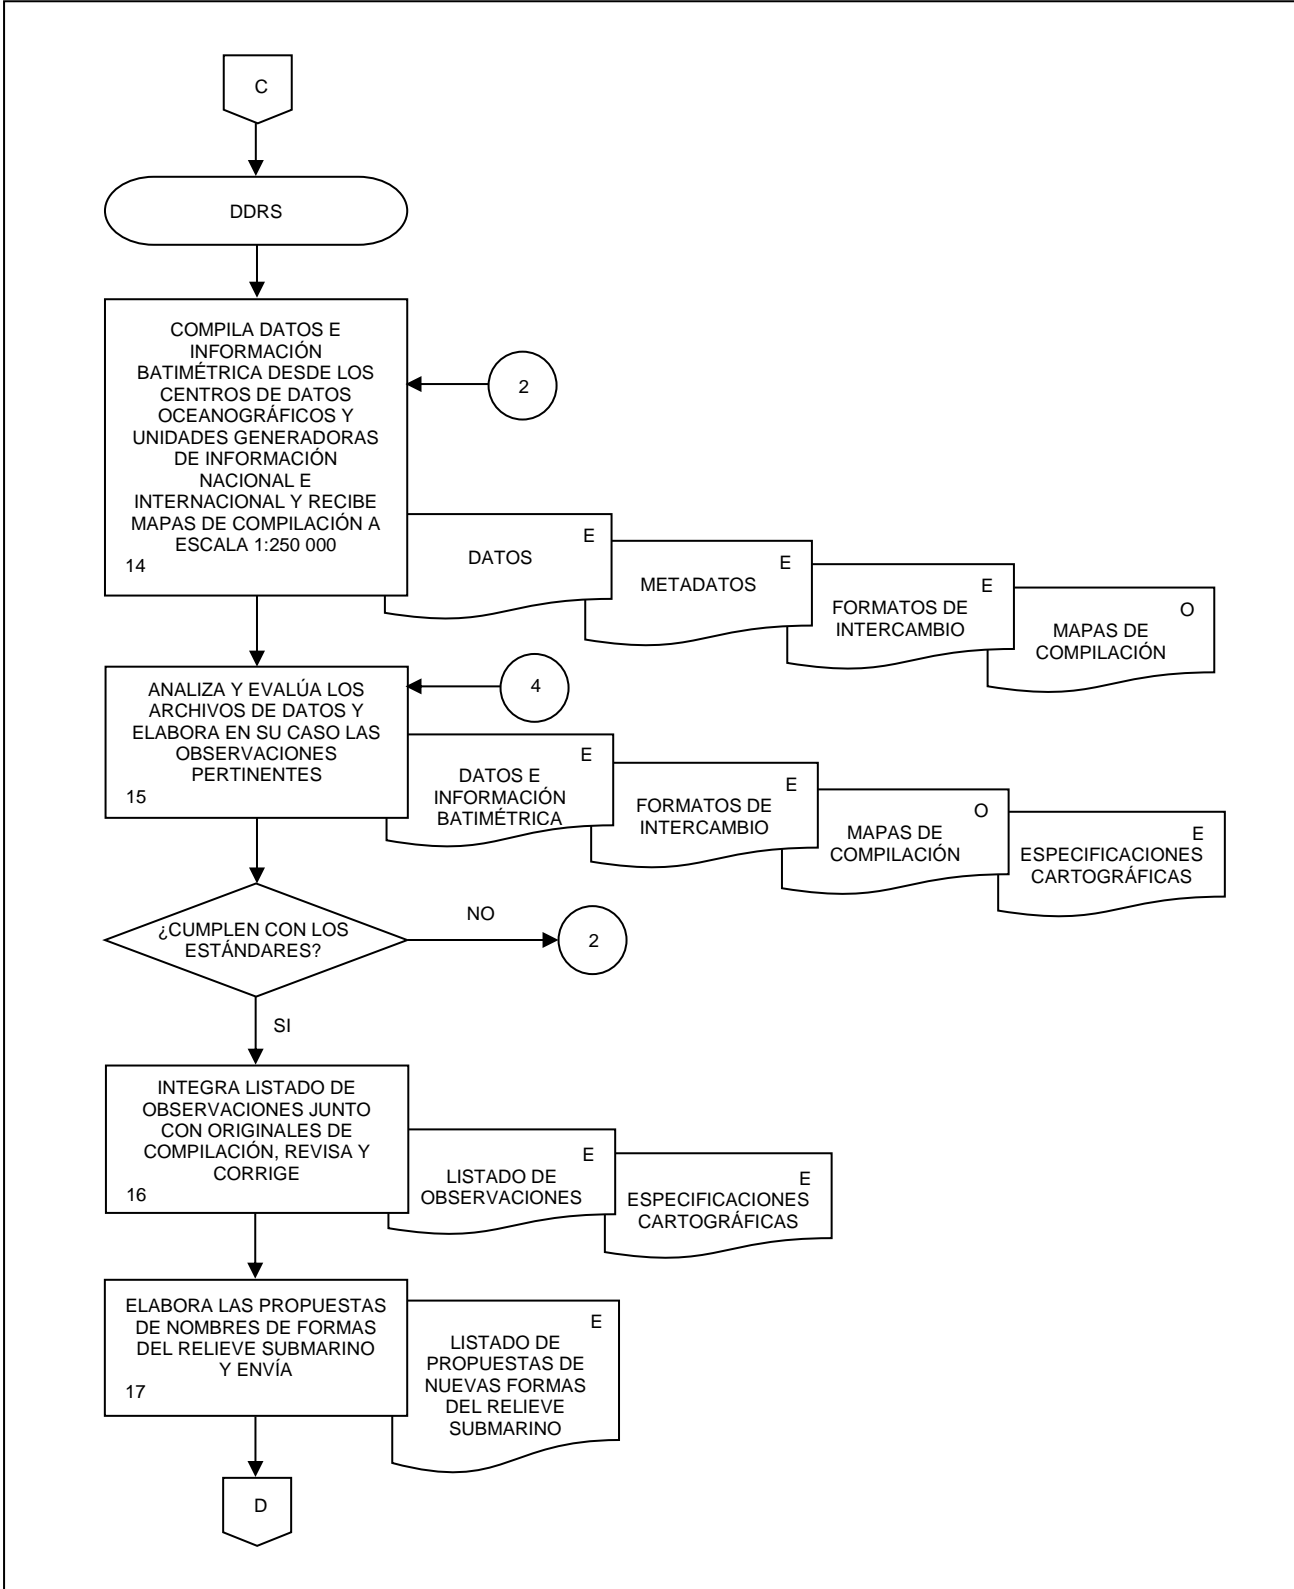 C
DDRS
COMPILA DATOS E
INFORMACIÓN
BATIMÉTRICA DESDE LOS
CENTROS DE DATOS
OCEANOGRÁFICOS Y
UNIDADES GENERADORAS
DE INFORMACIÓN
NACIONAL E
INTERNACIONAL Y RECIBE
MAPAS DE COMPILACIÓN A
ESCALA 1:250 000
14
2
E
DATOS
E
METADATOS
E
FORMATOS DE
INTERCAMBIO
O
MAPAS DE
COMPILACIÓN
ANALIZA Y EVALÚA LOS
ARCHIVOS DE DATOS Y
ELABORA EN SU CASO LAS
OBSERVACIONES
PERTINENTES
15
4
E
DATOS E
INFORMACIÓN
BATIMÉTRICA
E
FORMATOS DE
INTERCAMBIO
O
MAPAS DE
COMPILACIÓN
E
ESPECIFICACIONES
CARTOGRÁFICAS
¿CUMPLEN CON LOS
ESTÁNDARES?
NO
2
SI
INTEGRA LISTADO DE
OBSERVACIONES JUNTO
CON ORIGINALES DE
COMPILACIÓN, REVISA Y
CORRIGE
16
E
LISTADO DE
OBSERVACIONES
E
ESPECIFICACIONES
CARTOGRÁFICAS
ELABORA LAS PROPUESTAS
DE NOMBRES DE FORMAS
DEL RELIEVE SUBMARINO
Y ENVÍA
17
E
LISTADO DE
PROPUESTAS DE
NUEVAS FORMAS
DEL RELIEVE
SUBMARINO
D